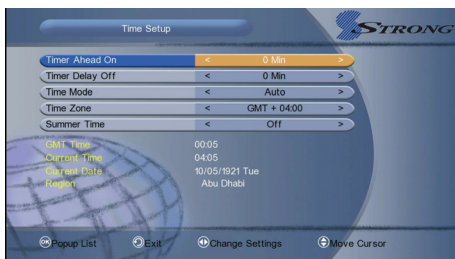 Time Setup
STRONG
Timer Ahead On < 0 Min >
Timer Delay Off < 0 Min >
Time Mode < Auto >
Time Zone < GMT + 04:00 >
Summer Time < Off >
GMT Time 00:05
Current Time 04:05
Current Date 10/05/1921 Tue
Region Abu Dhabi
OK Popup List Exit Change Settings Move Cursor